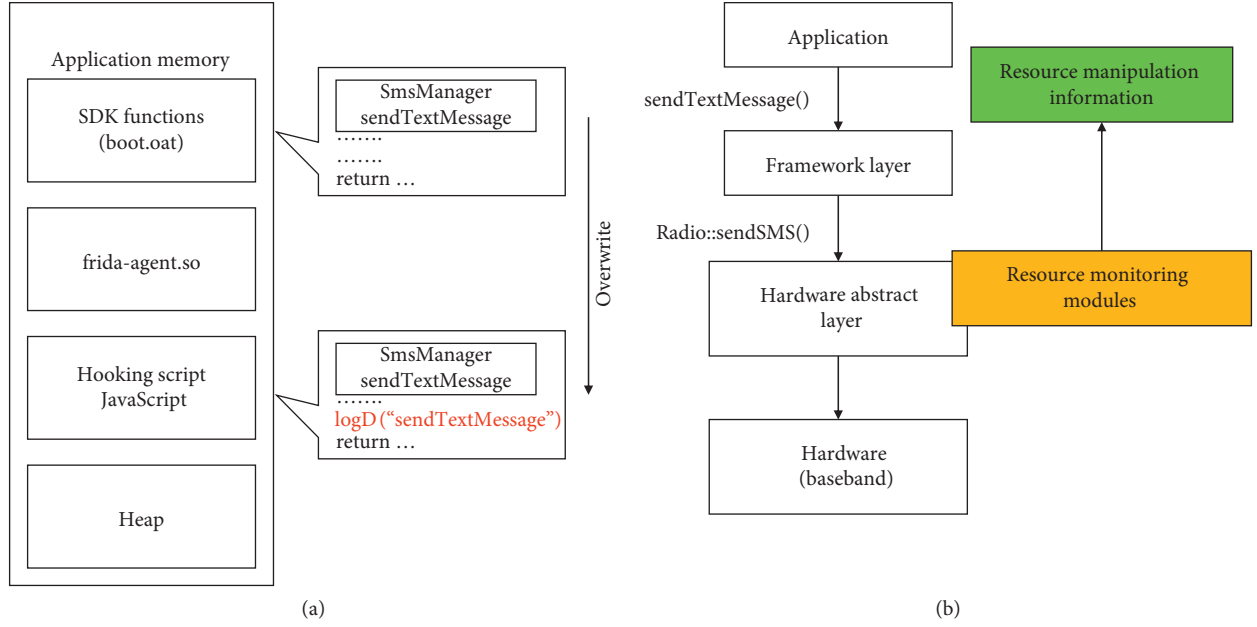 Application memory
SDK functions
(boot.oat)
frida-agent.so
Hooking script
JavaScript
Heap
SmsManager
sendTextMessage
.......
.......
return ...
Overwrite
SmsManager
sendTextMessage
.......
logD (“sendTextMessage”)
return ...
(a)
Application
sendTextMessage()
Framework layer
Radio::sendSMS()
Hardware abstract
layer
Hardware
(baseband)
Resource manipulation
information
Resource monitoring
modules
(b)